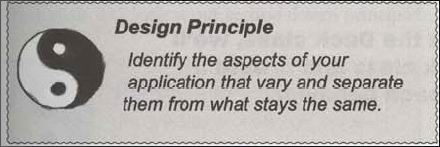 Design Principle
Identify the aspects of your
application that vary and separate
them from what stays the same.